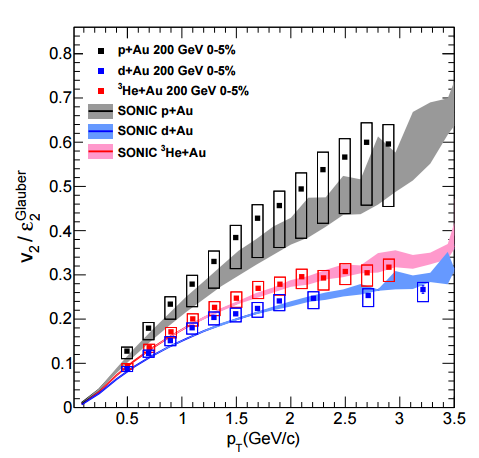 p+Au 200 GeV 0-5%
d+Au 200 GeV 0-5%
³He+Au 200 GeV 0-5%
SONIC p+Au
SONIC d+Au
SONIC ³He+Au
v₂ / ε₂^Glauber
0.8
0.7
0.6
0.5
0.4
0.3
0.2
0.1
0
0.5 1 1.5 2 2.5 3 3.5
p_T(GeV/c)